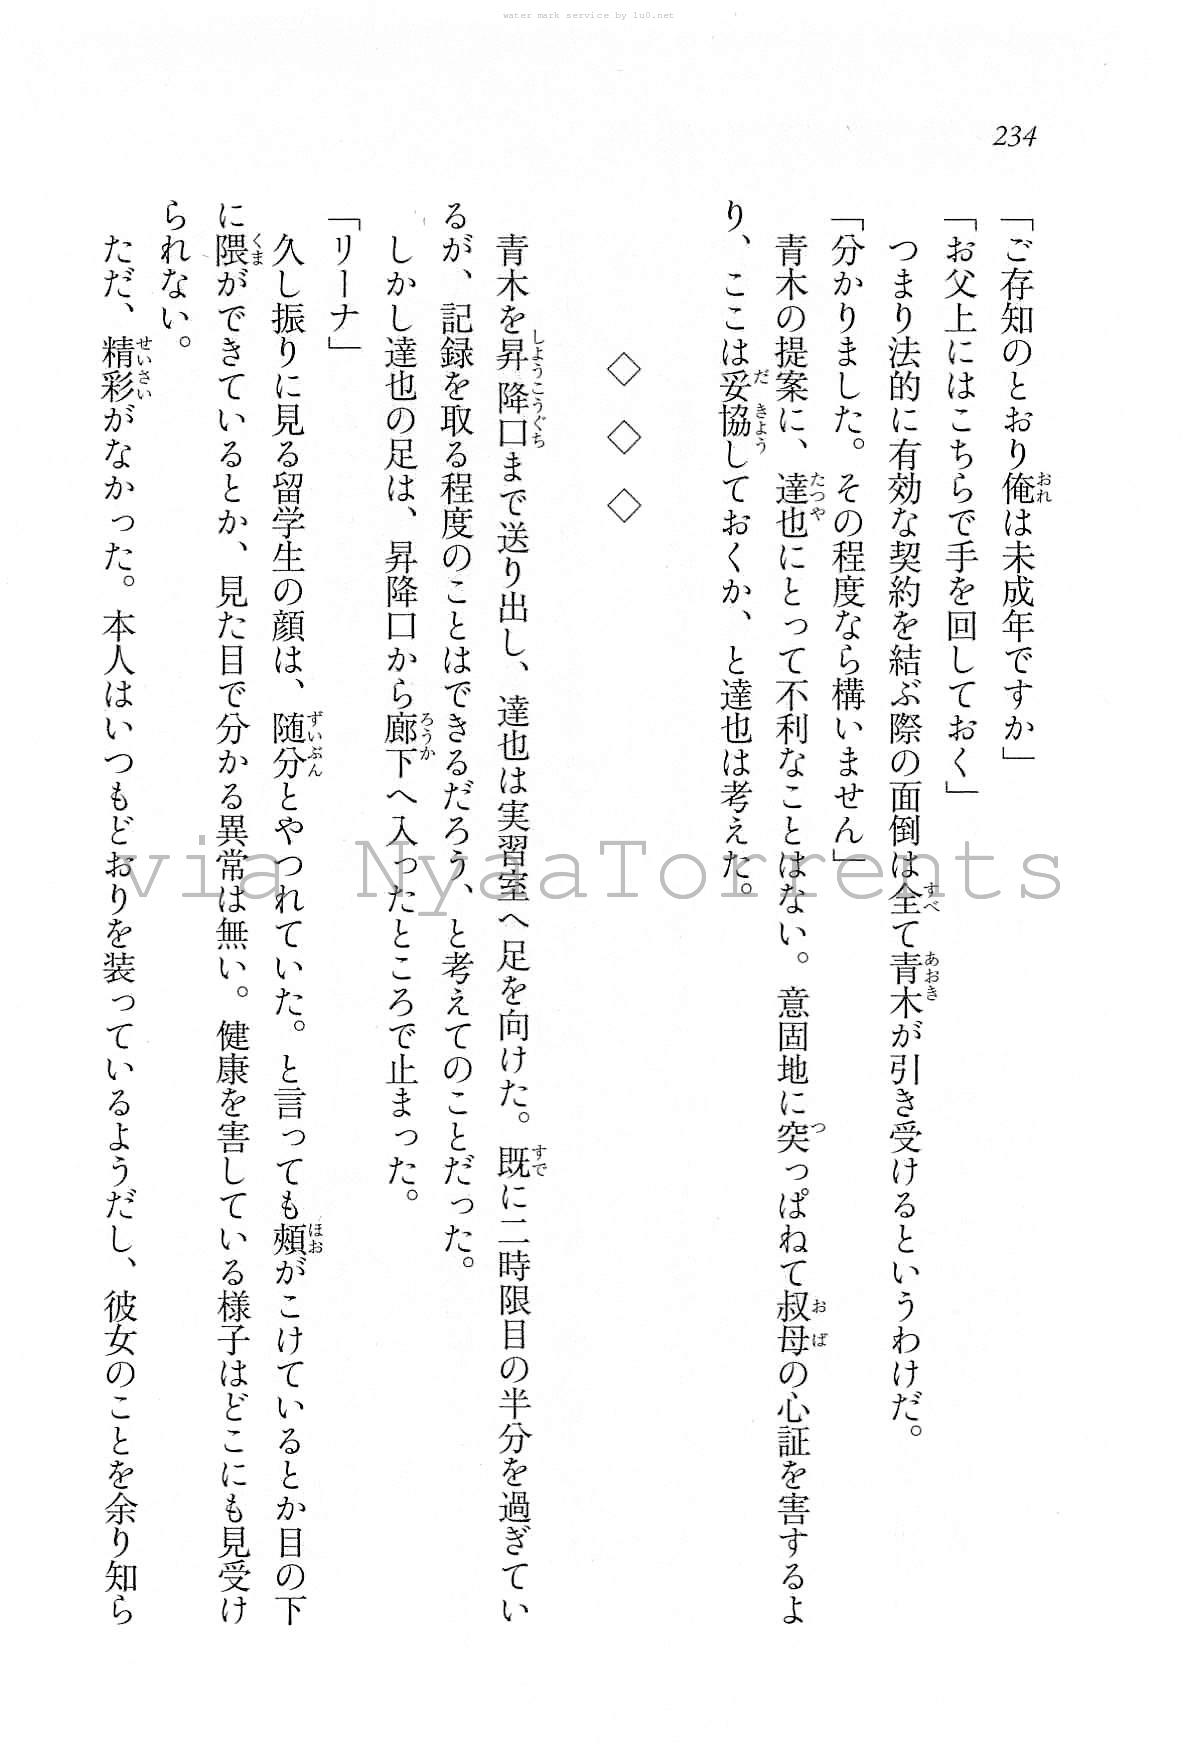 water mark service by 1u0.net
234
「ご存知のとおり俺は未成年ですか」
「お父上にはこちらで手を回しておく」
つまり法的に有効な契約を結ぶ際の面倒は全て青木が引き受けるというわけだ。
「分かりました。その程度なら構いません」
青木の提案に、達也にとって不利なことはない。意固地に突っぱねて叔母の心証を害するよ
り、ここは妥協しておくか、と達也は考えた。
◇ ◇ ◇
青木を昇降口まで送り出し、達也は実習室へ足を向けた。既に二時限目の半分を過ぎてい
るが、記録を取る程度のことはできるだろう、と考えてのことだった。
しかし達也の足は、昇降口から廊下へ入ったところで止まった。
「リーナ」
久し振りに見る留学生の顔は、随分とやつれていた。と言っても頰がこけているとか目の下
に隈ができているとか、見た目で分かる異常は無い。健康を害している様子はどこにも見受け
られない。
ただ、精彩がなかった。本人はいつもどおりを装っているようだし、彼女のことを余り知ら
via NyaaTorrents